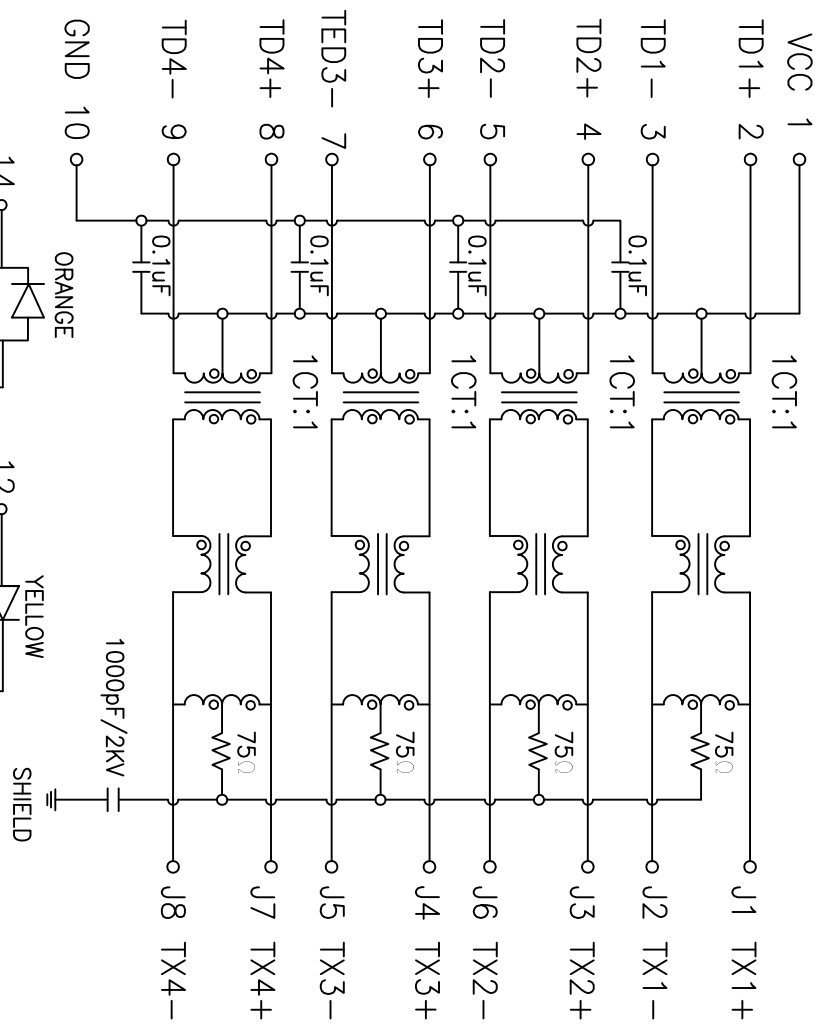 VCC 1
TD1+ 2
TD1- 3
TD2+ 4
TD2- 5
TD3+ 6
TED3- 7
TD4+ 8
TD4- 9
GND 10
0.1uF
0.1uF
0.1uF
0.1uF
1CT:1
1CT:1
1CT:1
1CT:1
75Ω
75Ω
75Ω
75Ω
J1 TX1+
J2 TX1-
J3 TX2+
J6 TX2-
J4 TX3+
J5 TX3-
J7 TX4+
J8 TX4-
1000pF/2KV
SHIELD
14
ORANGE
12
YELLOW